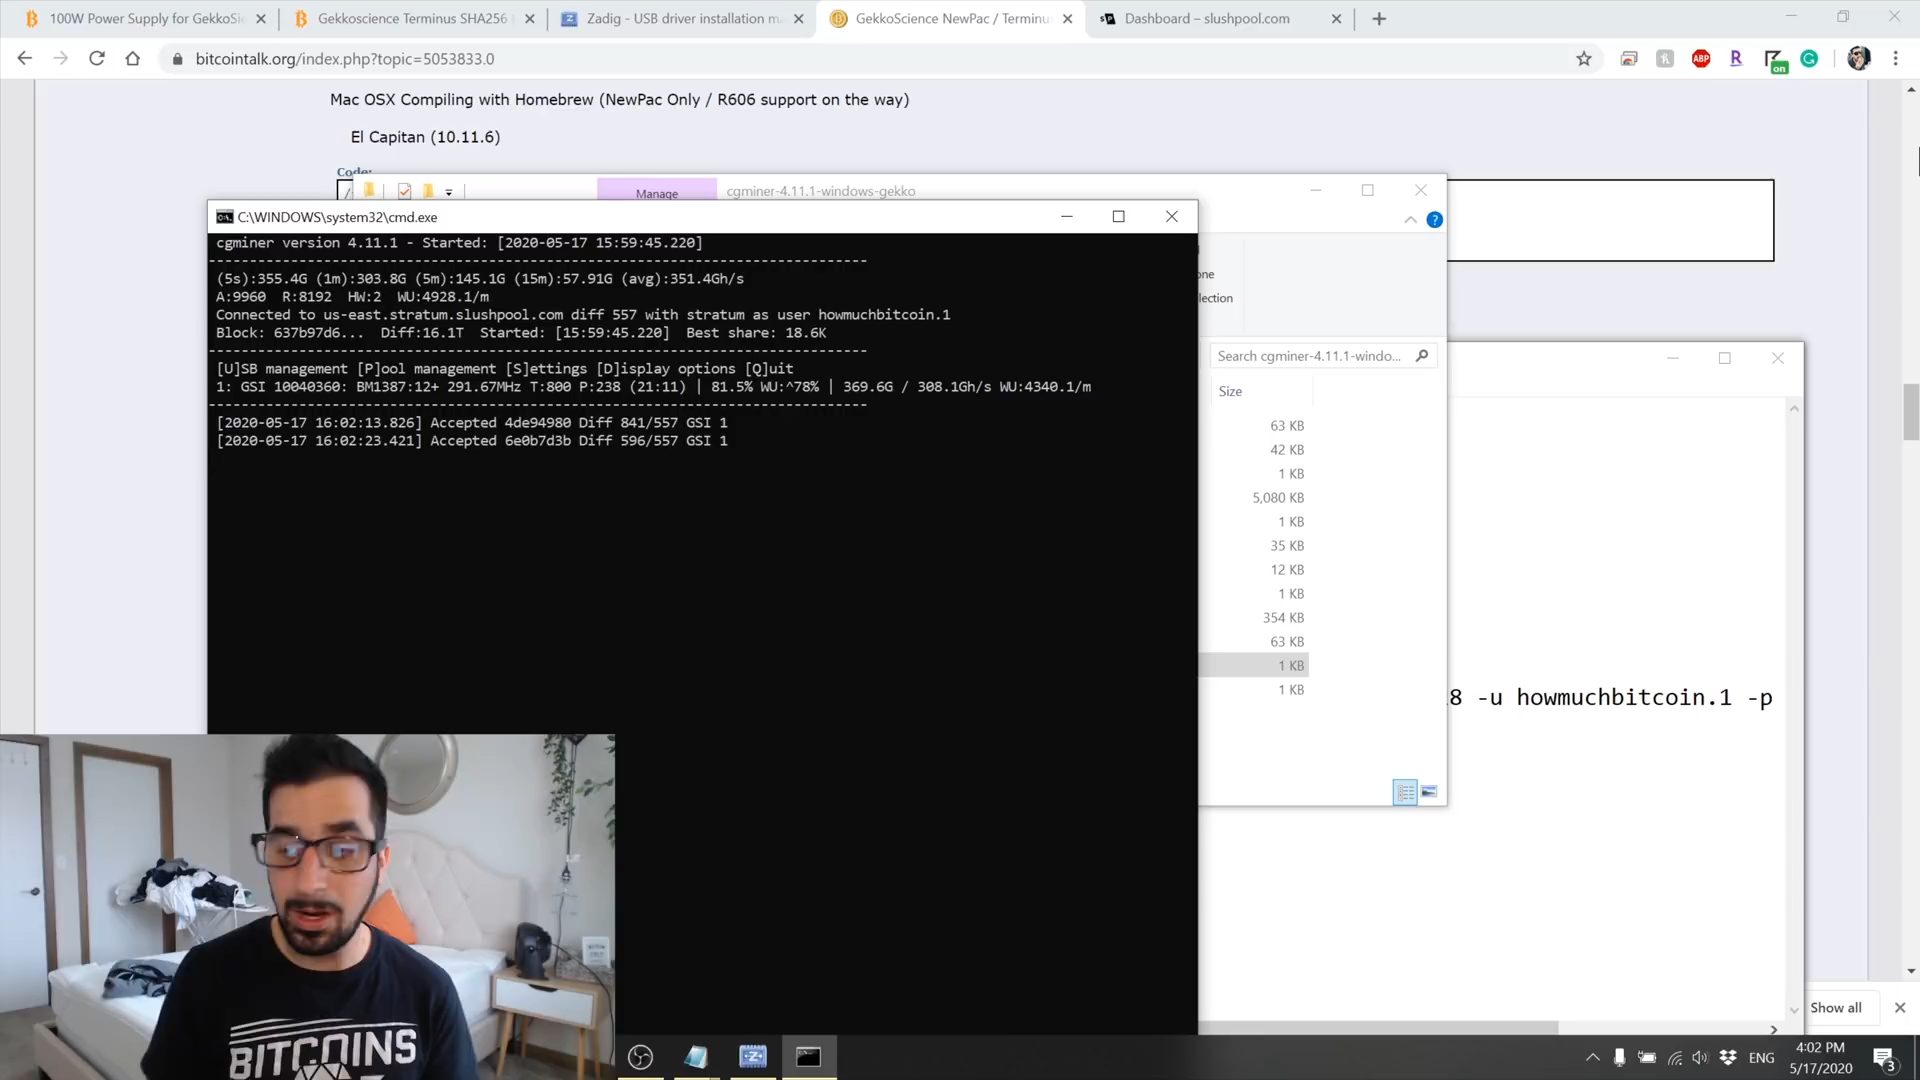 100W Power Supply for GekkoSci
Gekkoscience Terminus SHA256
Zadig - USB driver installation m
GekkoScience NewPac / Terminu
Dashboard – slushpool.com
bitcointalk.org/index.php?topic=5053833.0
ABP
R
on
G
Mac OSX Compiling with Homebrew (NewPac Only / R606 support on the way)
El Capitan (10.11.6)
Code:
Manage
cgminer-4.11.1-windows-gekko
C:\WINDOWS\system32\cmd.exe
cgminer version 4.11.1 - Started: [2020-05-17 15:59:45.220]
(5s):355.4G (1m):303.8G (5m):145.1G (15m):57.91G (avg):351.4Gh/s
A:9960 R:8192 HW:2 WU:4928.1/m
Connected to us-east.stratum.slushpool.com diff 557 with stratum as user howmuchbitcoin.1
Block: 637b97d6... Diff:16.1T Started: [15:59:45.220] Best share: 18.6K
[U]SB management [P]ool management [S]ettings [D]isplay options [Q]uit
1: GSI 10040360: BM1387:12+ 291.67MHz T:800 P:238 (21:11) | 81.5% WU:^78% | 369.6G / 308.1Gh/s WU:4340.1/m
[2020-05-17 16:02:13.826] Accepted 4de94980 Diff 841/557 GSI 1
[2020-05-17 16:02:23.421] Accepted 6e0b7d3b Diff 596/557 GSI 1
one
lection
Search cgminer-4.11.1-windo...
Size
63 KB
42 KB
1 KB
5,080 KB
1 KB
35 KB
12 KB
1 KB
354 KB
63 KB
1 KB
1 KB
8 -u howmuchbitcoin.1 -p
Show all
BITCOINS
ENG
4:02 PM
5/17/2020
3